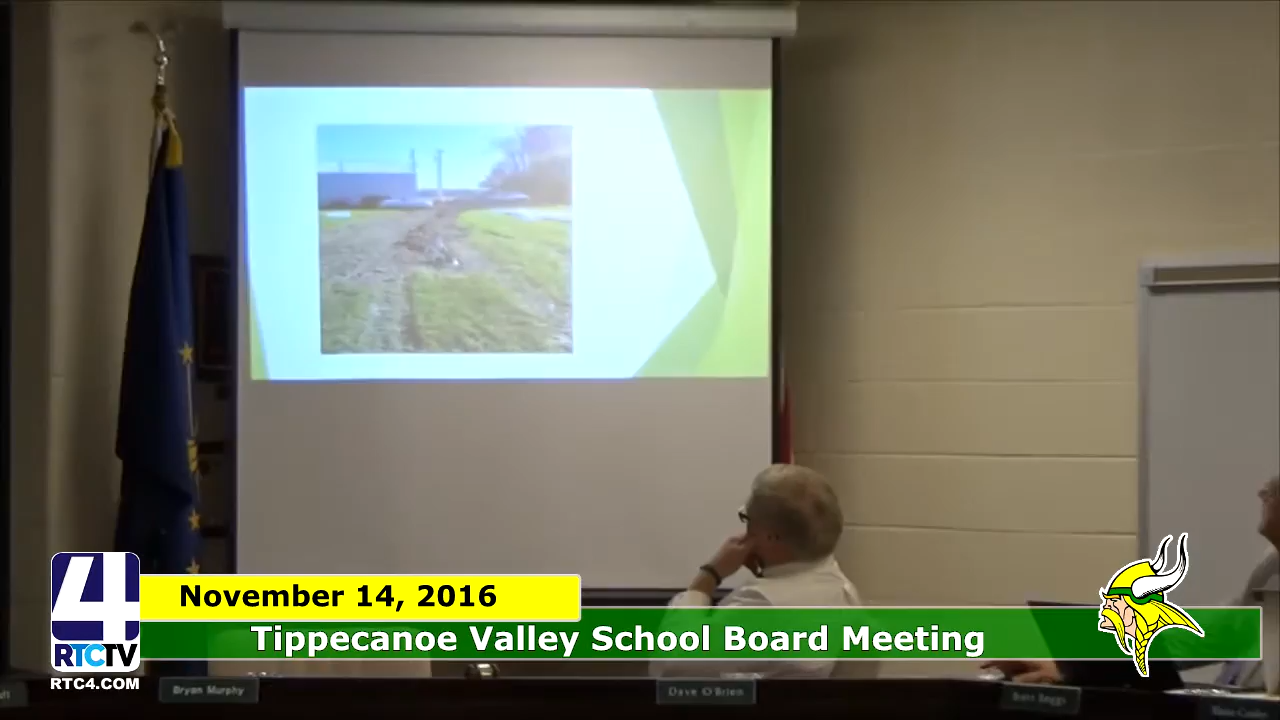 November 14, 2016
Tippecanoe Valley School Board Meeting
4
RTCTV
RTC4.COM
Bryan Murphy
Dave O'Brien